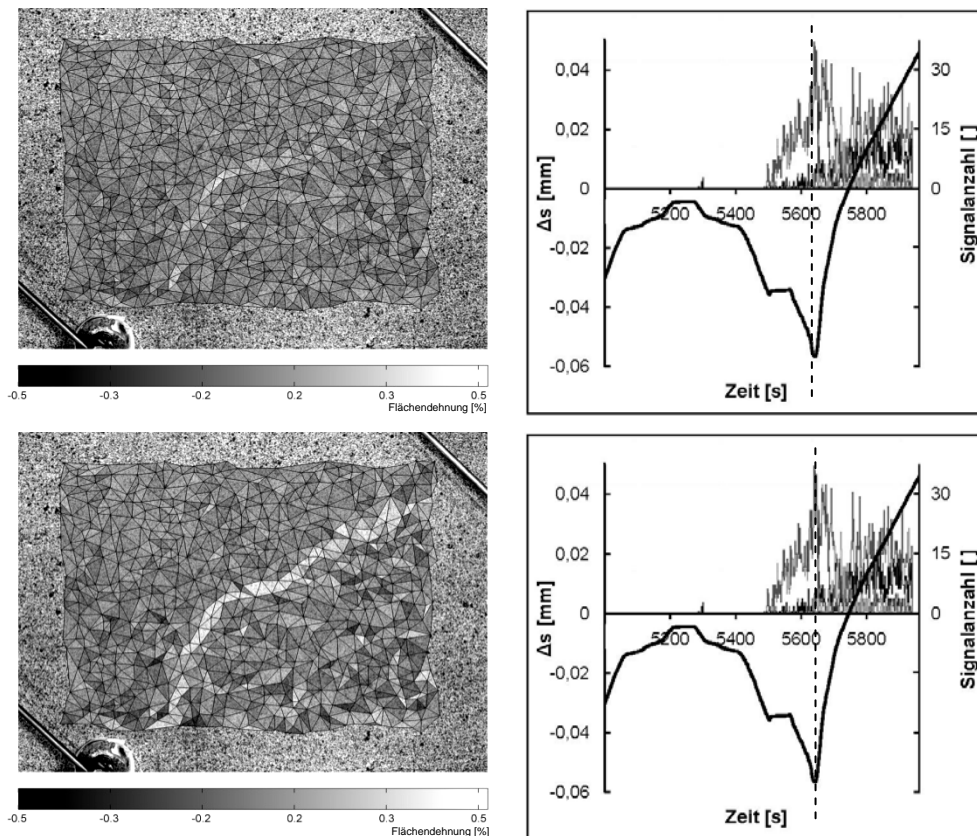 -0.5 -0.3 -0.2 0.2 0.3 0.5
Flächendehnung [%]
0.04
0.02
0
-0.02
-0.04
-0,06
Δs [mm]
5200 5400 5600 5800
30
15
0
Signalanzahl [ ]
Zeit [s]
-0.5 -0.3 -0.2 0.2 0.3 0.5
Flächendehnung [%]
0.04
0.02
0
-0.02
-0.04
-0,06
Δs [mm]
5200 5400 5600 5800
30
15
0
Signalanzahl [ ]
Zeit [s]